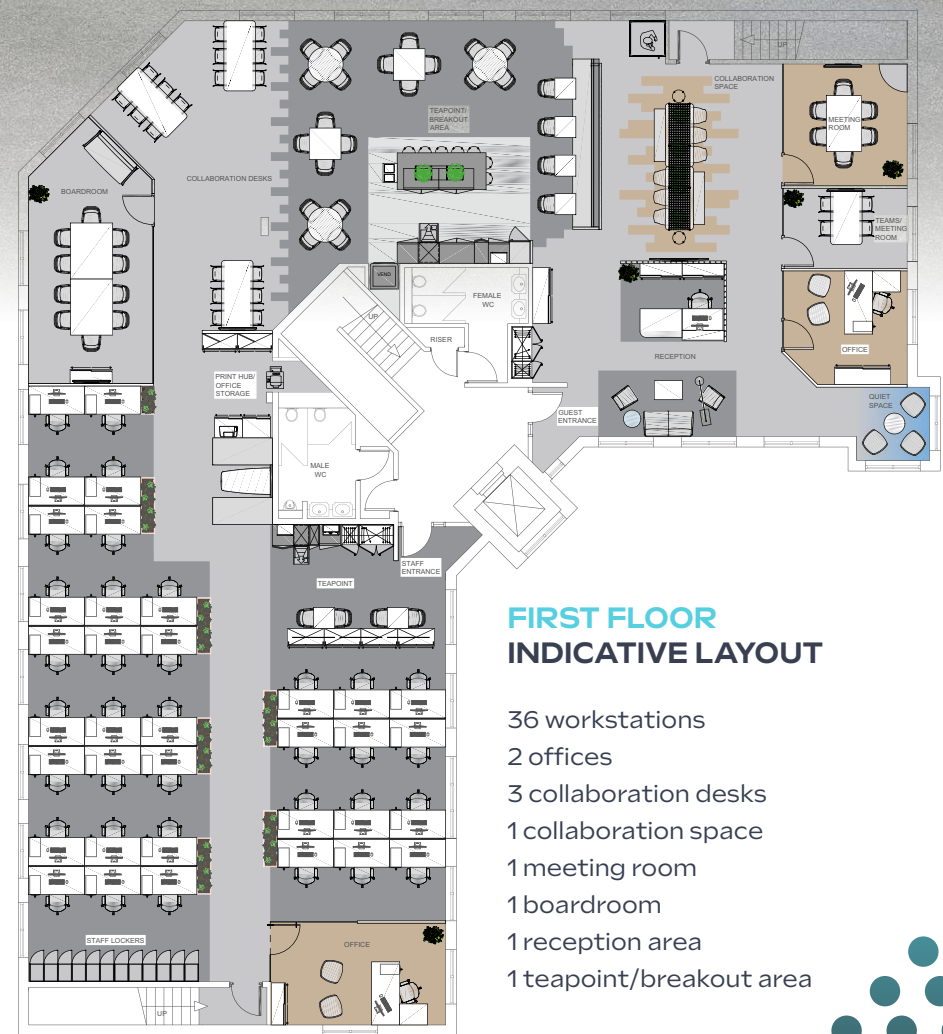 UP
COLLABORATION
SPACE
TEAPOINT/
BREAKOUT
AREA
MEETING
ROOM
BOARDROOM
COLLABORATION DESKS
TEAMS/
MEETING
ROOM
VEND
FEMALE
WC
UP
RISER
OFFICE
RECEPTION
PRINT HUB/
OFFICE
STORAGE
QUIET
SPACE
GUEST
ENTRANCE
MALE
WC
STAFF
ENTRANCE
TEAPOINT
FIRST FLOOR
INDICATIVE LAYOUT
36 workstations
2 offices
3 collaboration desks
1 collaboration space
1 meeting room
1 boardroom
1 reception area
1 teapoint/breakout area
STAFF LOCKERS
OFFICE
UP